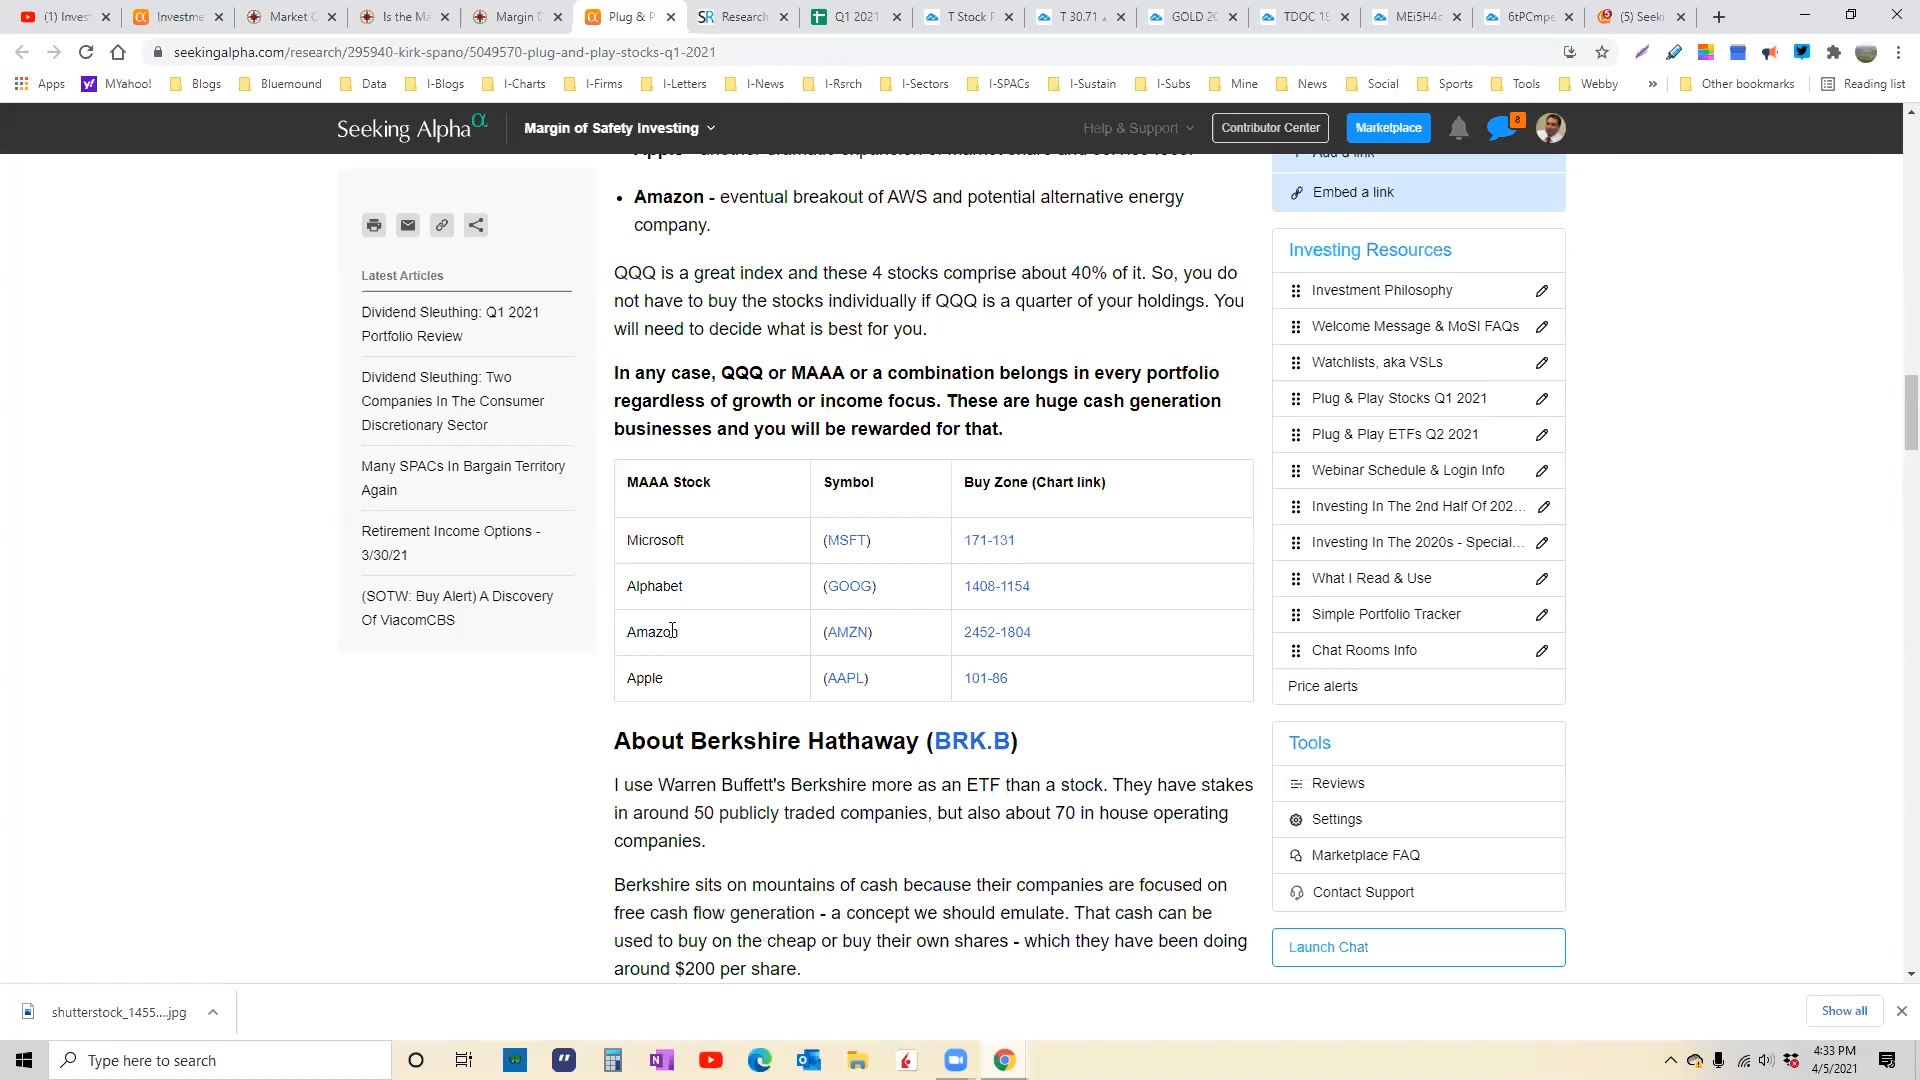 (1) Invest
Investme
Market C
Is the Ma
Margin D
Plug & P
SR Research
Q1 2021
T Stock P
T 30.71
GOLD 20
TDOC 19
MEi5H4c
6tPCmpe
(5) Seeki
seekingalpha.com/research/295940-kirk-spano/5049570-plug-and-play-stocks-q1-2021
Apps
MYahoo!
Blogs
Bluemound
Data
I-Blogs
I-Charts
I-Firms
I-Letters
I-News
I-Rsrch
I-Sectors
I-SPACs
I-Sustain
I-Subs
Mine
News
Social
Sports
Tools
Webby
»
Other bookmarks
Reading list
Seeking Alpha α
Margin of Safety Investing
Help & Support
Contributor Center
Marketplace
8
Latest Articles
Dividend Sleuthing: Q1 2021
Portfolio Review
Dividend Sleuthing: Two
Companies In The Consumer
Discretionary Sector
Many SPACs In Bargain Territory
Again
Retirement Income Options -
3/30/21
(SOTW: Buy Alert) A Discovery
Of ViacomCBS
• Amazon - eventual breakout of AWS and potential alternative energy
company.
QQQ is a great index and these 4 stocks comprise about 40% of it. So, you do
not have to buy the stocks individually if QQQ is a quarter of your holdings. You
will need to decide what is best for you.
In any case, QQQ or MAAA or a combination belongs in every portfolio
regardless of growth or income focus. These are huge cash generation
businesses and you will be rewarded for that.
MAAA Stock Symbol Buy Zone (Chart link)
Microsoft (MSFT) 171-131
Alphabet (GOOG) 1408-1154
Amazon (AMZN) 2452-1804
Apple (AAPL) 101-86
About Berkshire Hathaway (BRK.B)
I use Warren Buffett's Berkshire more as an ETF than a stock. They have stakes
in around 50 publicly traded companies, but also about 70 in house operating
companies.
Berkshire sits on mountains of cash because their companies are focused on
free cash flow generation - a concept we should emulate. That cash can be
used to buy on the cheap or buy their own shares - which they have been doing
around $200 per share.
Add a link
Embed a link
Investing Resources
Investment Philosophy
Welcome Message & MoSI FAQs
Watchlists, aka VSLs
Plug & Play Stocks Q1 2021
Plug & Play ETFs Q2 2021
Webinar Schedule & Login Info
Investing In The 2nd Half Of 202...
Investing In The 2020s - Special...
What I Read & Use
Simple Portfolio Tracker
Chat Rooms Info
Price alerts
Tools
Reviews
Settings
Marketplace FAQ
Contact Support
Launch Chat
shutterstock_1455....jpg
Show all
Type here to search
4:33 PM
4/5/2021